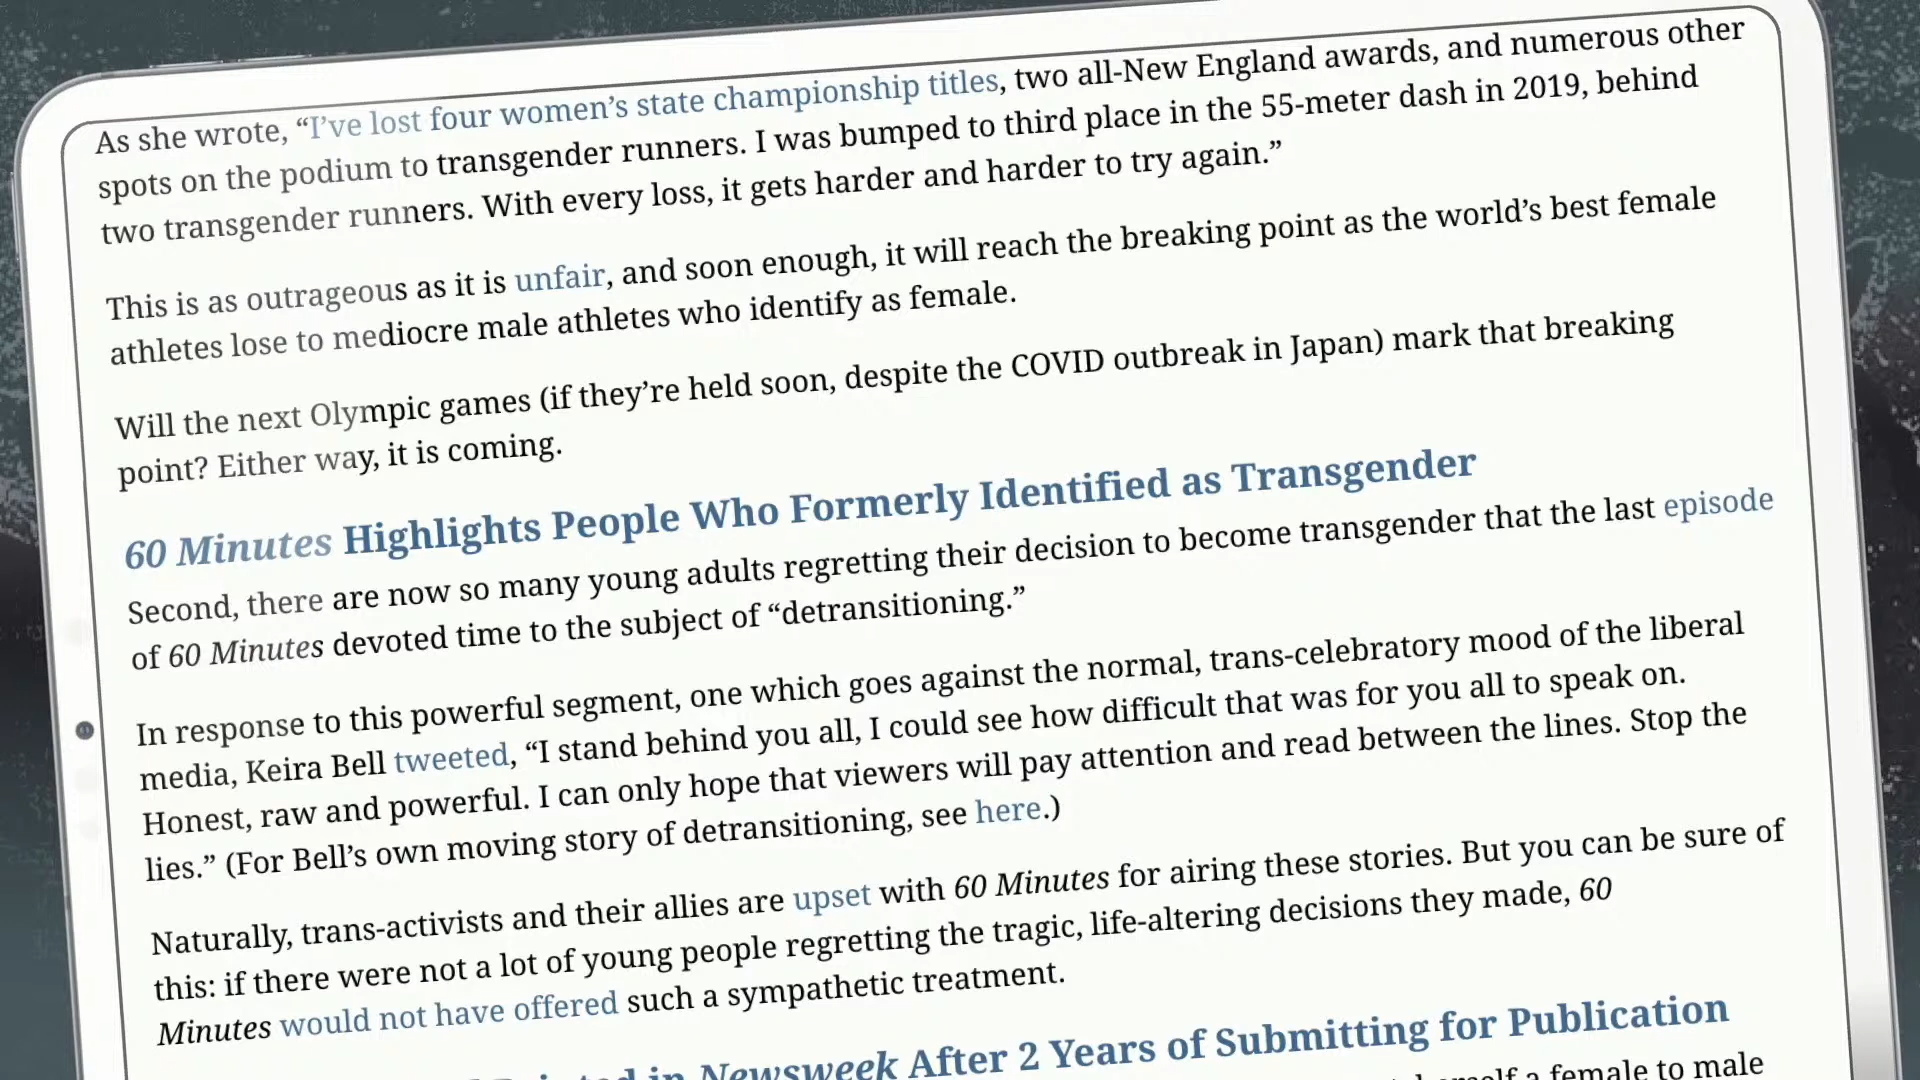 As she wrote, “I’ve lost four women’s state championship titles, two all-New England awards, and numerous other
spots on the podium to transgender runners. I was bumped to third place in the 55-meter dash in 2019, behind
two transgender runners. With every loss, it gets harder and harder to try again.”
This is as outrageous as it is unfair, and soon enough, it will reach the breaking point as the world’s best female
athletes lose to mediocre male athletes who identify as female.
Will the next Olympic games (if they’re held soon, despite the COVID outbreak in Japan) mark that breaking
point? Either way, it is coming.
60 Minutes Highlights People Who Formerly Identified as Transgender
Second, there are now so many young adults regretting their decision to become transgender that the last episode
of 60 Minutes devoted time to the subject of “detransitioning.”
In response to this powerful segment, one which goes against the normal, trans-celebratory mood of the liberal
media, Keira Bell tweeted, “I stand behind you all, I could see how difficult that was for you all to speak on.
Honest, raw and powerful. I can only hope that viewers will pay attention and read between the lines. Stop the
lies.” (For Bell’s own moving story of detransitioning, see here.)
Naturally, trans-activists and their allies are upset with 60 Minutes for airing these stories. But you can be sure of
this: if there were not a lot of young people regretting the tragic, life-altering decisions they made, 60
Minutes would not have offered such a sympathetic treatment.
in Newsweek After 2 Years of Submitting for Publication
a female to male